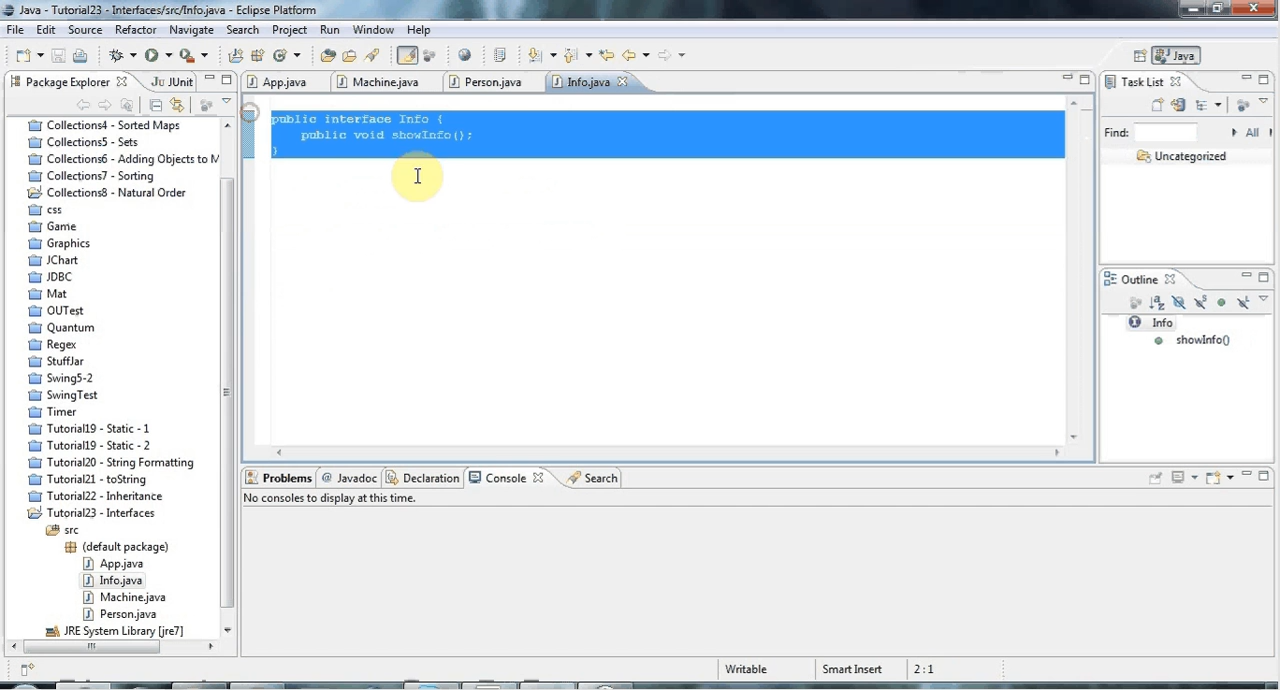 Java - Tutorial23 - Interfaces/src/Info.java - Eclipse Platform
File Edit Source Refactor Navigate Search Project Run Window Help
Java
Package Explorer JUnit
App.java Machine.java Person.java Info.java
Task List
Collections4 - Sorted Maps
Collections5 - Sets
Collections6 - Adding Objects to M
Collections7 - Sorting
Collections8 - Natural Order
css
Game
Graphics
JChart
JDBC
Mat
OUTest
Quantum
Regex
StuffJar
Swing5-2
SwingTest
Timer
Tutorial19 - Static - 1
Tutorial19 - Static - 2
Tutorial20 - String Formatting
Tutorial21 - toString
Tutorial22 - Inheritance
Tutorial23 - Interfaces
src
(default package)
App.java
Info.java
Machine.java
Person.java
JRE System Library [jre7]
public interface Info {
public void showInfo();
}
Find: All
Uncategorized
Outline
Info
showInfo()
Problems @ Javadoc Declaration Console Search
No consoles to display at this time.
Writable Smart Insert 2 : 1